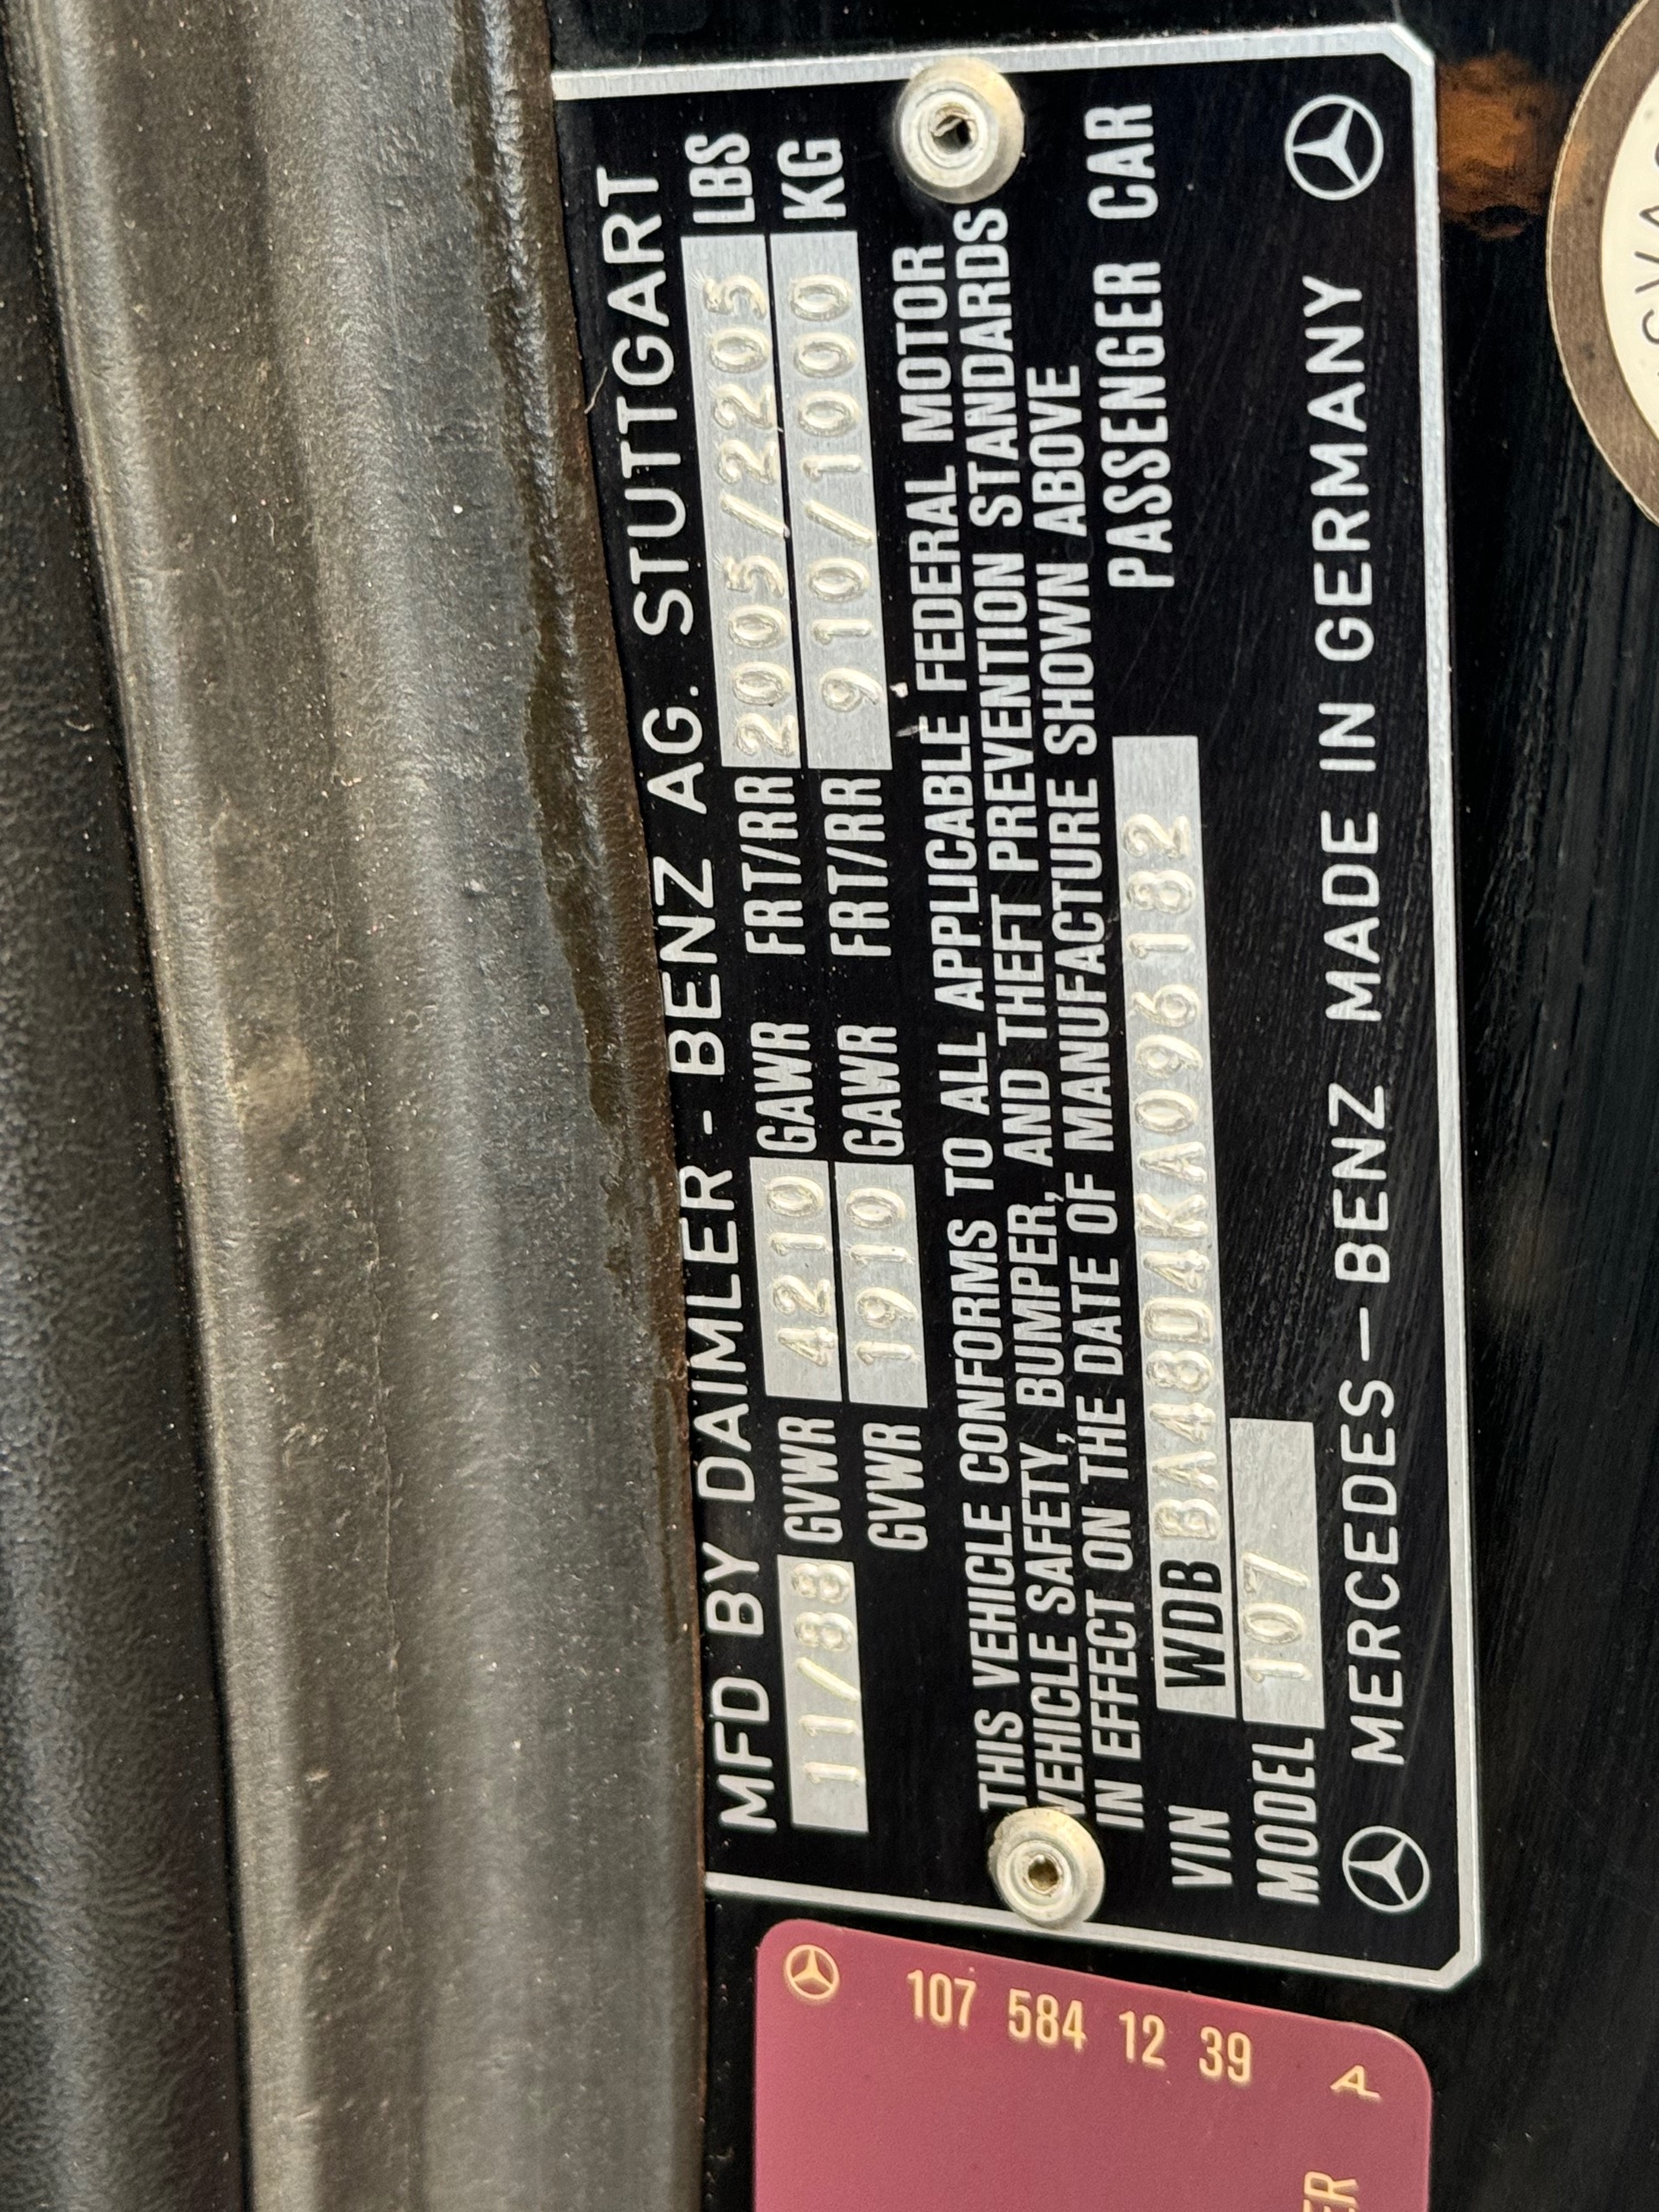 MFD BY DAIMLER - BENZ AG. STUTTGART
11/88 GVWR 4210 GAWR FRT/RR 2005/2205 LBS
GVWR 1910 GAWR FRT/RR 910/1000 KG
THIS VEHICLE CONFORMS TO ALL APPLICABLE FEDERAL MOTOR
VEHICLE SAFETY, BUMPER, AND THEFT PREVENTION STANDARDS
IN EFFECT ON THE DATE OF MANUFACTURE SHOWN ABOVE
VIN WDB BA48D4KA096182 PASSENGER CAR
MODEL 107
MERCEDES – BENZ MADE IN GERMANY
107 584 12 39 A